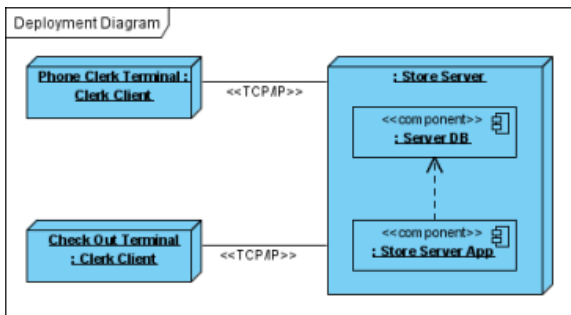 Deployment Diagram
Phone Clerk Terminal :
Clerk Client
<<TCP/IP>>
: Store Server
<<component>>
: Server DB
Check Out Terminal
: Clerk Client
<<TCP/IP>>
<<component>>
: Store Server App